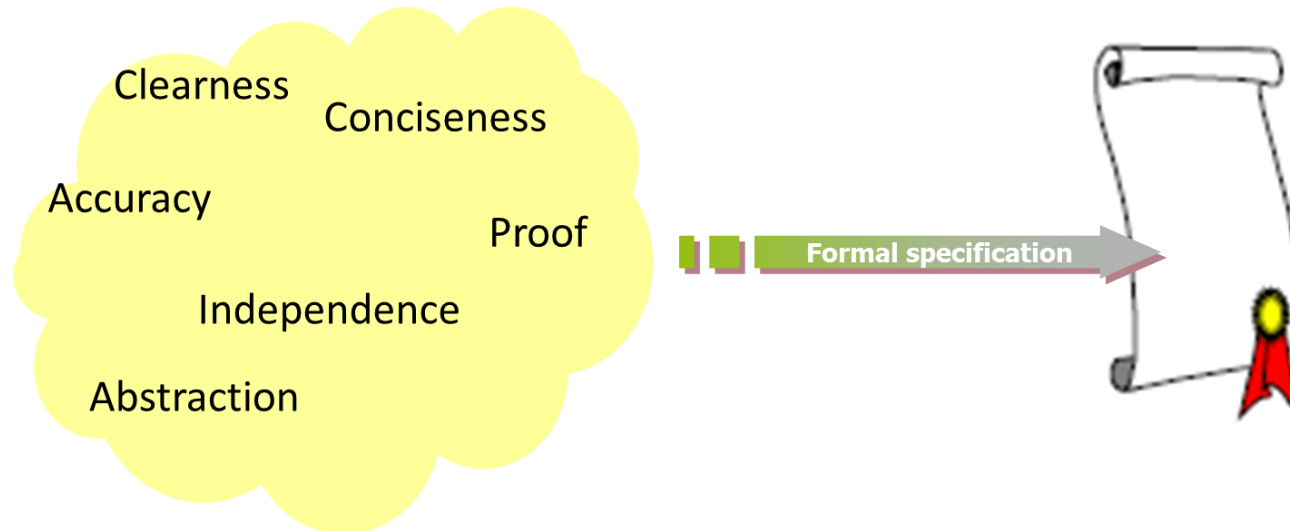 Clearness
Conciseness
Accuracy
Proof
Formal specification
Independence
Abstraction